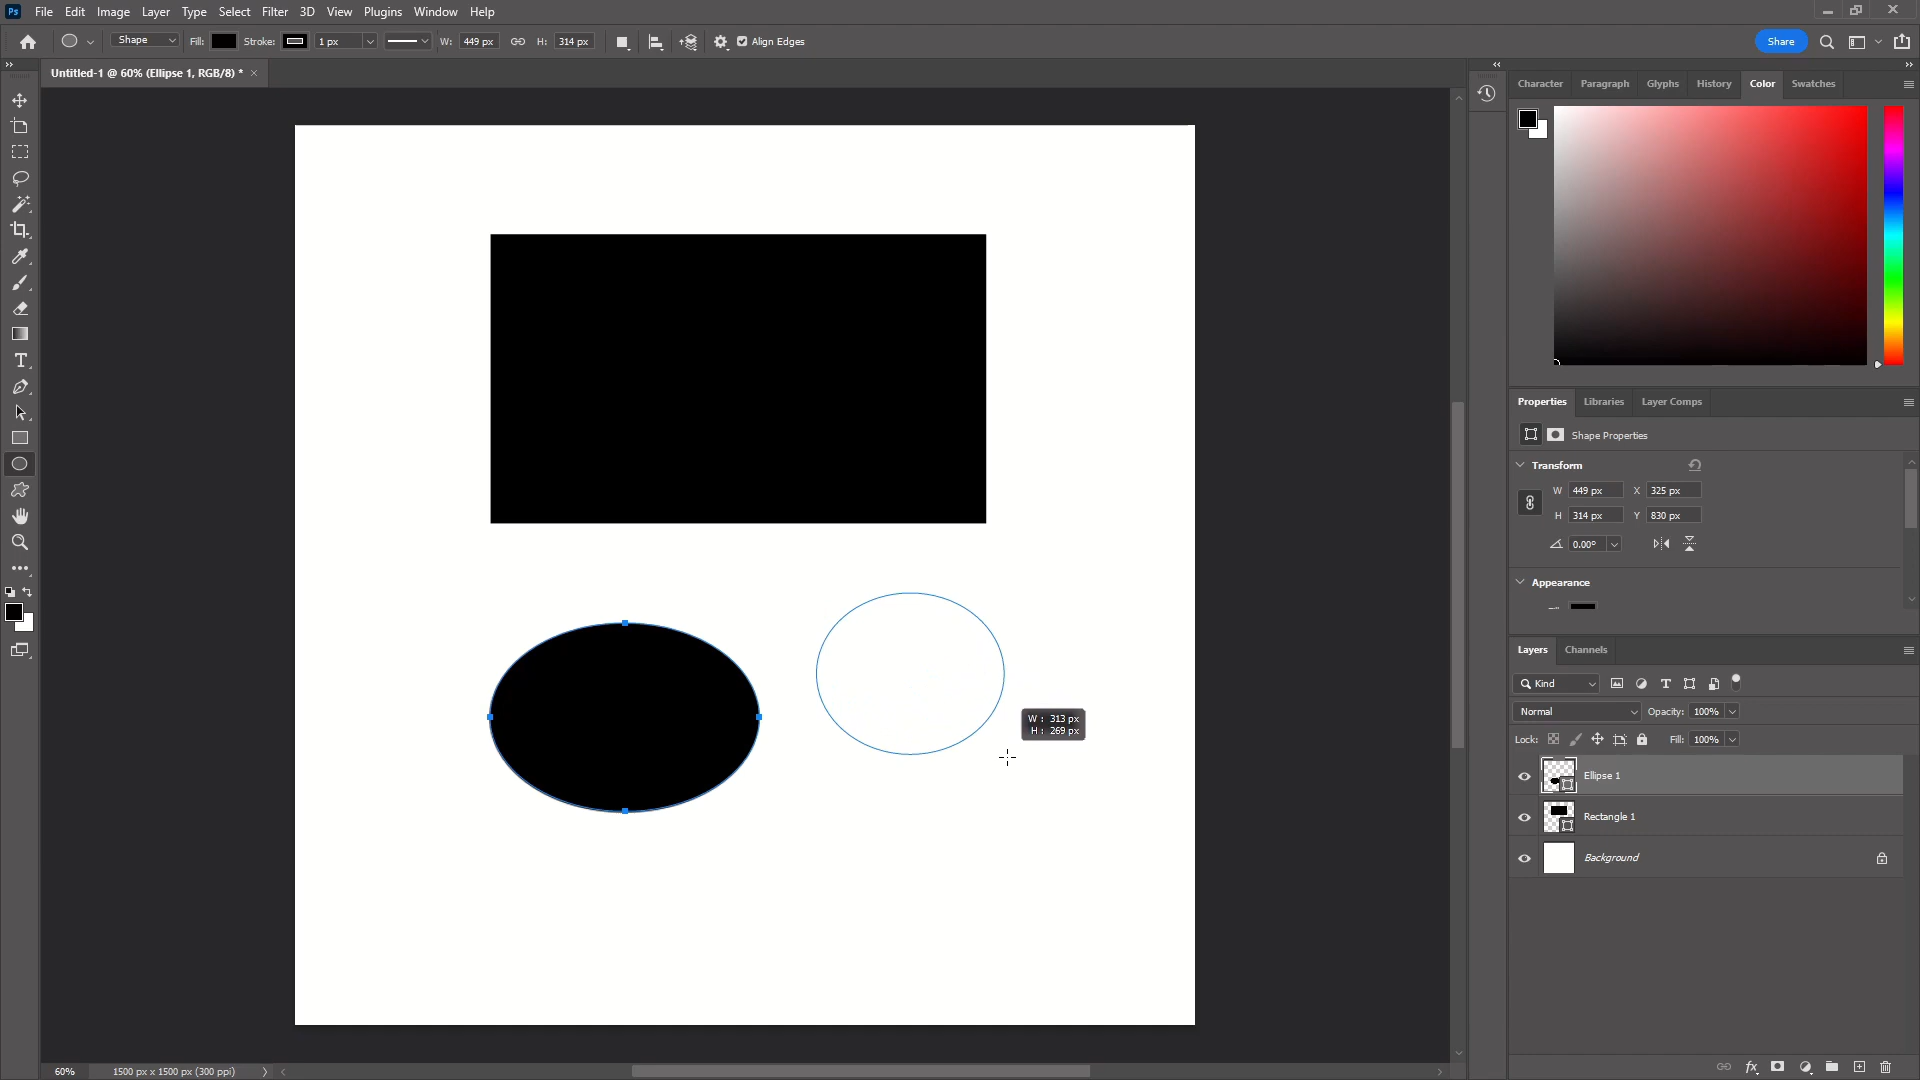 Ps File Edit Image Layer Type Select Filter 3D View Plugins Window Help
Shape Fill: Stroke: 1 px W: 449 px H: 314 px Align Edges Share
Untitled-1 @ 60% (Ellipse 1, RGB/8) *
Character Paragraph Glyphs History Color Swatches
Properties Libraries Layer Comps
Shape Properties
Transform
W 449 px X 325 px
H 314 px Y 830 px
0.00°
Appearance
W : 313 px
H : 269 px
Layers Channels
Kind
Normal Opacity: 100%
Lock: Fill: 100%
Ellipse 1
Rectangle 1
Background
fx
60% 1500 px x 1500 px (300 ppi)